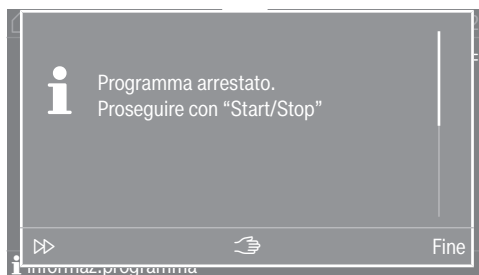 Programma arrestato.
Proseguire con “Start/Stop”
Fine
Informaz.programma